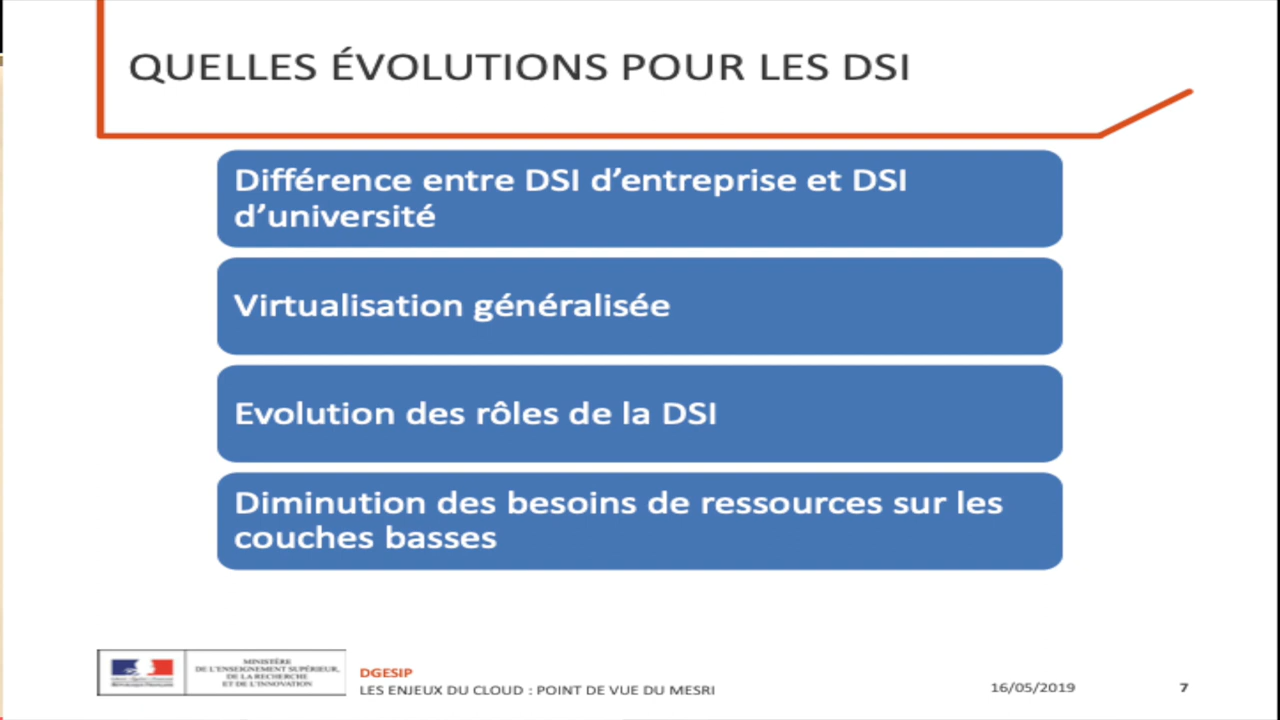 QUELLES ÉVOLUTIONS POUR LES DSI
Différence entre DSI d’entreprise et DSI
d’université
Virtualisation généralisée
Evolution des rôles de la DSI
Diminution des besoins de ressources sur les
couches basses
MINISTÈRE
DE L'ENSEIGNEMENT SUPÉRIEUR,
DE LA RECHERCHE
ET DE L'INNOVATION
DGESIP
LES ENJEUX DU CLOUD : POINT DE VUE DU MESRI
16/05/2019
7